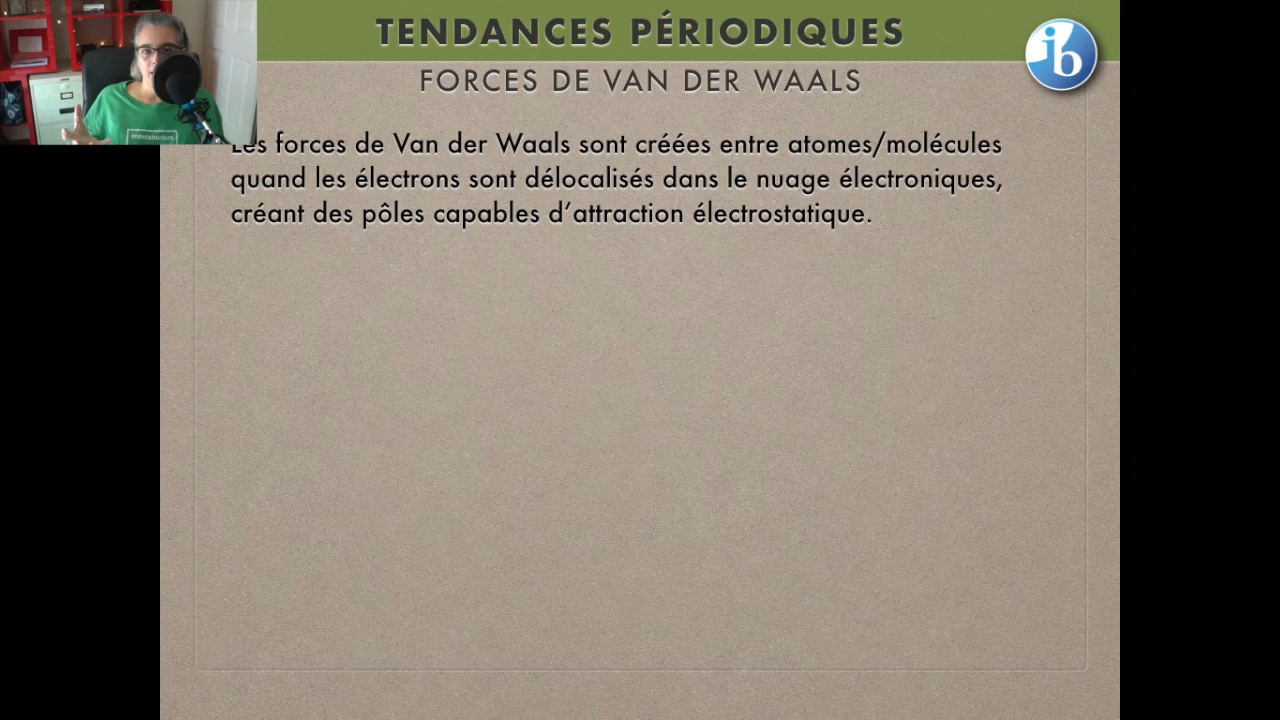 TENDANCES PÉRIODIQUES
ib
FORCES DE VAN DER WAALS
Les forces de Van der Waals sont créées entre atomes/molécules
quand les électrons sont délocalisés dans le nuage électroniques,
créant des pôles capables d’attraction électrostatique.